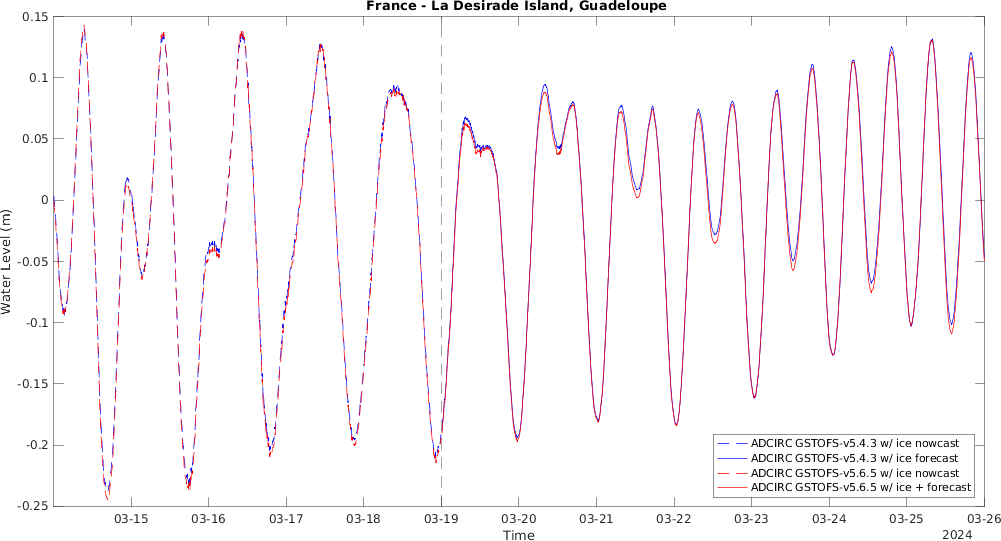 France - La Desirade Island, Guadeloupe
0.15
0.1
0.05
0
-0.05
-0.1
-0.15
-0.2
-0.25
Water Level (m)
03-15 03-16 03-17 03-18 03-19 03-20 03-21 03-22 03-23 03-24 03-25 03-26
Time
2024
ADCIRC GSTOFS-v5.4.3 w/ ice nowcast
ADCIRC GSTOFS-v5.4.3 w/ ice forecast
ADCIRC GSTOFS-v5.6.5 w/ ice nowcast
ADCIRC GSTOFS-v5.6.5 w/ ice + forecast